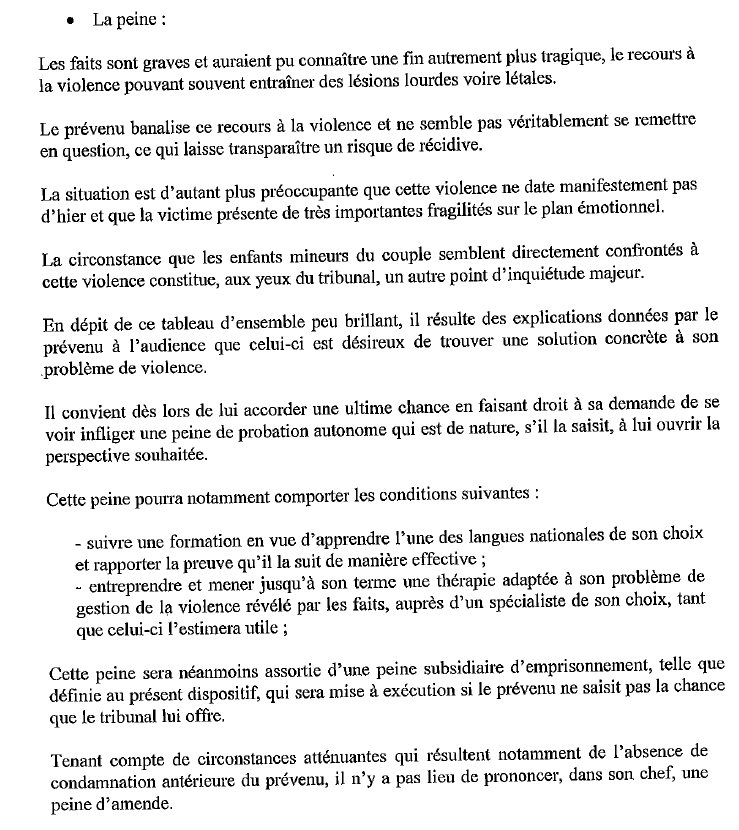 • La peine :
Les faits sont graves et auraient pu connaître une fin autrement plus tragique, le recours à
la violence pouvant souvent entraîner des lésions lourdes voire létales.
Le prévenu banalise ce recours à la violence et ne semble pas véritablement se remettre
en question, ce qui laisse transparaître un risque de récidive.
La situation est d'autant plus préoccupante que cette violence ne date manifestement pas
d'hier et que la victime présente de très importantes fragilités sur le plan émotionnel.
La circonstance que les enfants mineurs du couple semblent directement confrontés à
cette violence constitue, aux yeux du tribunal, un autre point d'inquiétude majeur.
En dépit de ce tableau d'ensemble peu brillant, il résulte des explications données par le
prévenu à l'audience que celui-ci est désireux de trouver une solution concrète à son
problème de violence.
Il convient dès lors de lui accorder une ultime chance en faisant droit à sa demande de se
voir infliger une peine de probation autonome qui est de nature, s'il la saisit, à lui ouvrir la
perspective souhaitée.
Cette peine pourra notamment comporter les conditions suivantes :
- suivre une formation en vue d'apprendre l'une des langues nationales de son choix
et rapporter la preuve qu'il la suit de manière effective ;
- entreprendre et mener jusqu'à son terme une thérapie adaptée à son problème de
gestion de la violence révélé par les faits, auprès d'un spécialiste de son choix, tant
que celui-ci l'estimera utile ;
Cette peine sera néanmoins assortie d'une peine subsidiaire d'emprisonnement, telle que
définie au présent dispositif, qui sera mise à exécution si le prévenu ne saisit pas la chance
que le tribunal lui offre.
Tenant compte de circonstances atténuantes qui résultent notamment de l'absence de
condamnation antérieure du prévenu, il n'y a pas lieu de prononcer, dans son chef, une
peine d'amende.